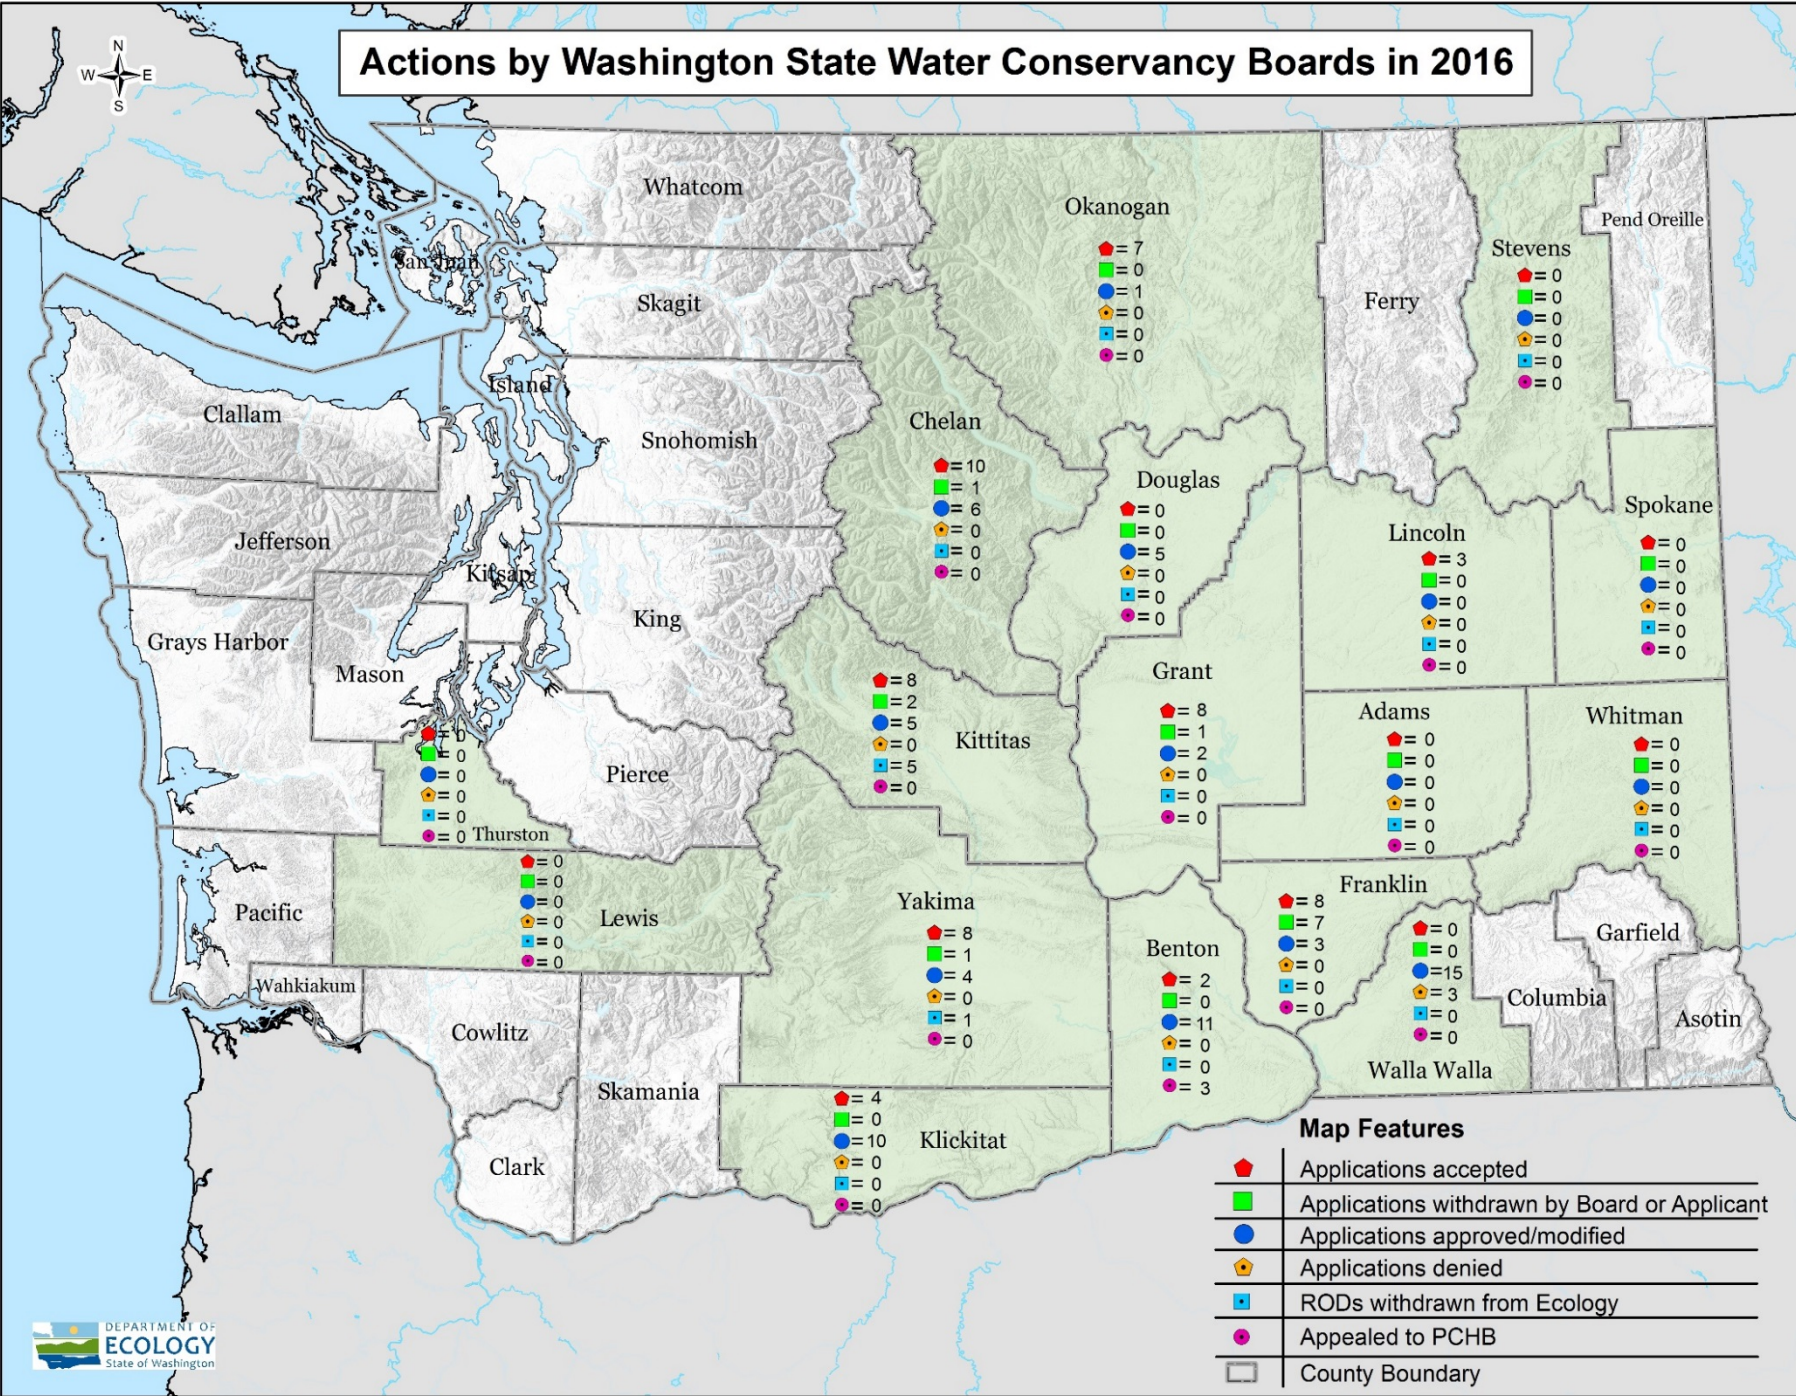 Actions by Washington State Water Conservancy Boards in 2016
N
W E
S
Whatcom
Okanogan
= 7
= 0
= 1
= 0
= 0
= 0
Pend Oreille
Stevens
= 0
= 0
= 0
= 0
= 0
= 0
San Juan
Skagit
Ferry
Island
Clallam
Snohomish
Chelan
= 10
= 1
= 6
= 0
= 0
= 0
Douglas
= 0
= 0
= 5
= 0
= 0
= 0
Lincoln
= 3
= 0
= 0
= 0
= 0
= 0
Spokane
= 0
= 0
= 0
= 0
= 0
= 0
Jefferson
Kitsap
King
Grays Harbor
Mason
= 8
= 2
= 5
= 0
= 5
= 0
Kittitas
Grant
= 8
= 1
= 2
= 0
= 0
= 0
Adams
= 0
= 0
= 0
= 0
= 0
= 0
Whitman
= 0
= 0
= 0
= 0
= 0
= 0
Pierce
= 0
= 0
= 0
= 0
= 0
Thurston
= 0
= 0
= 0
= 0
= 0
= 0
Lewis
Pacific
Wahkiakum
Yakima
= 8
= 1
= 4
= 0
= 1
= 0
Benton
= 2
= 0
= 11
= 0
= 0
= 3
Franklin
= 8
= 7
= 3
= 0
= 0
= 0
= 0
= 0
=15
= 3
= 0
= 0
Walla Walla
Garfield
Columbia
Asotin
Cowlitz
Skamania
Clark
= 4
= 0
= 10
= 0
= 0
= 0
Klickitat
Map Features
Applications accepted
Applications withdrawn by Board or Applicant
Applications approved/modified
Applications denied
RODs withdrawn from Ecology
Appealed to PCHB
County Boundary
DEPARTMENT OF
ECOLOGY
State of Washington